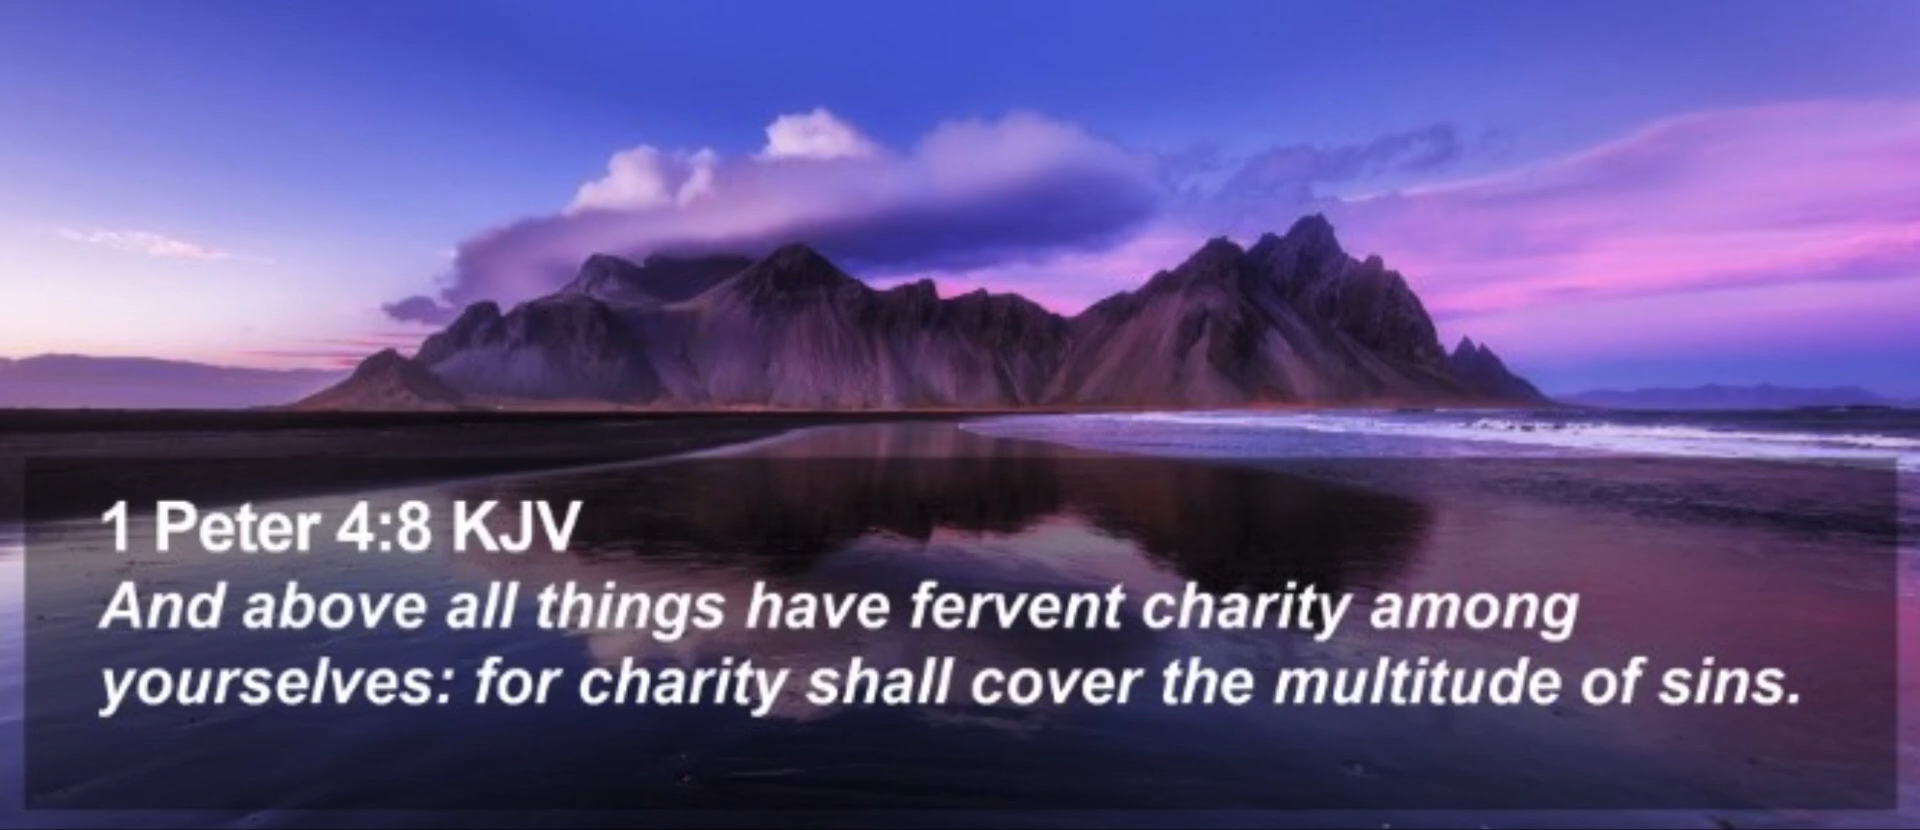 1 Peter 4:8 KJV
And above all things have fervent charity among
yourselves: for charity shall cover the multitude of sins.